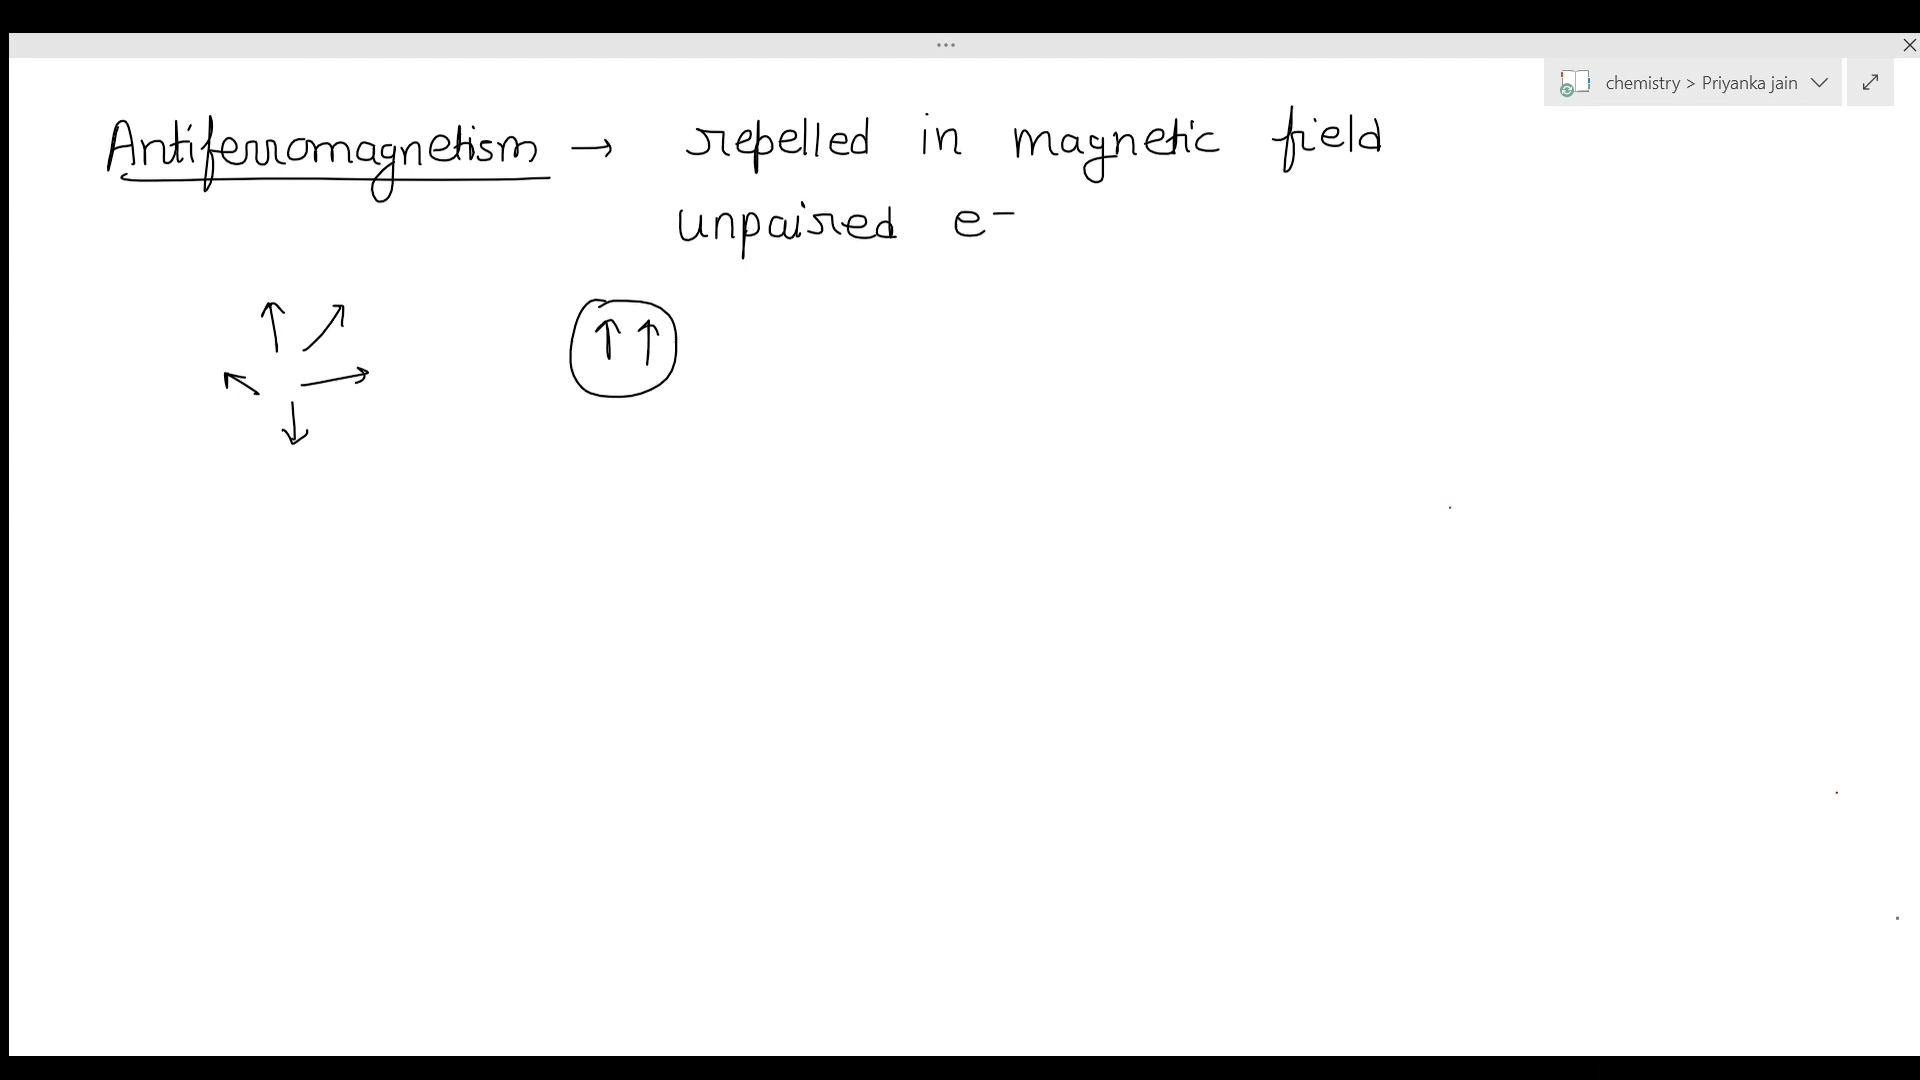 chemistry > Priyanka jain
Antiferromagnetism → repelled in magnetic field
unpaired e⁻